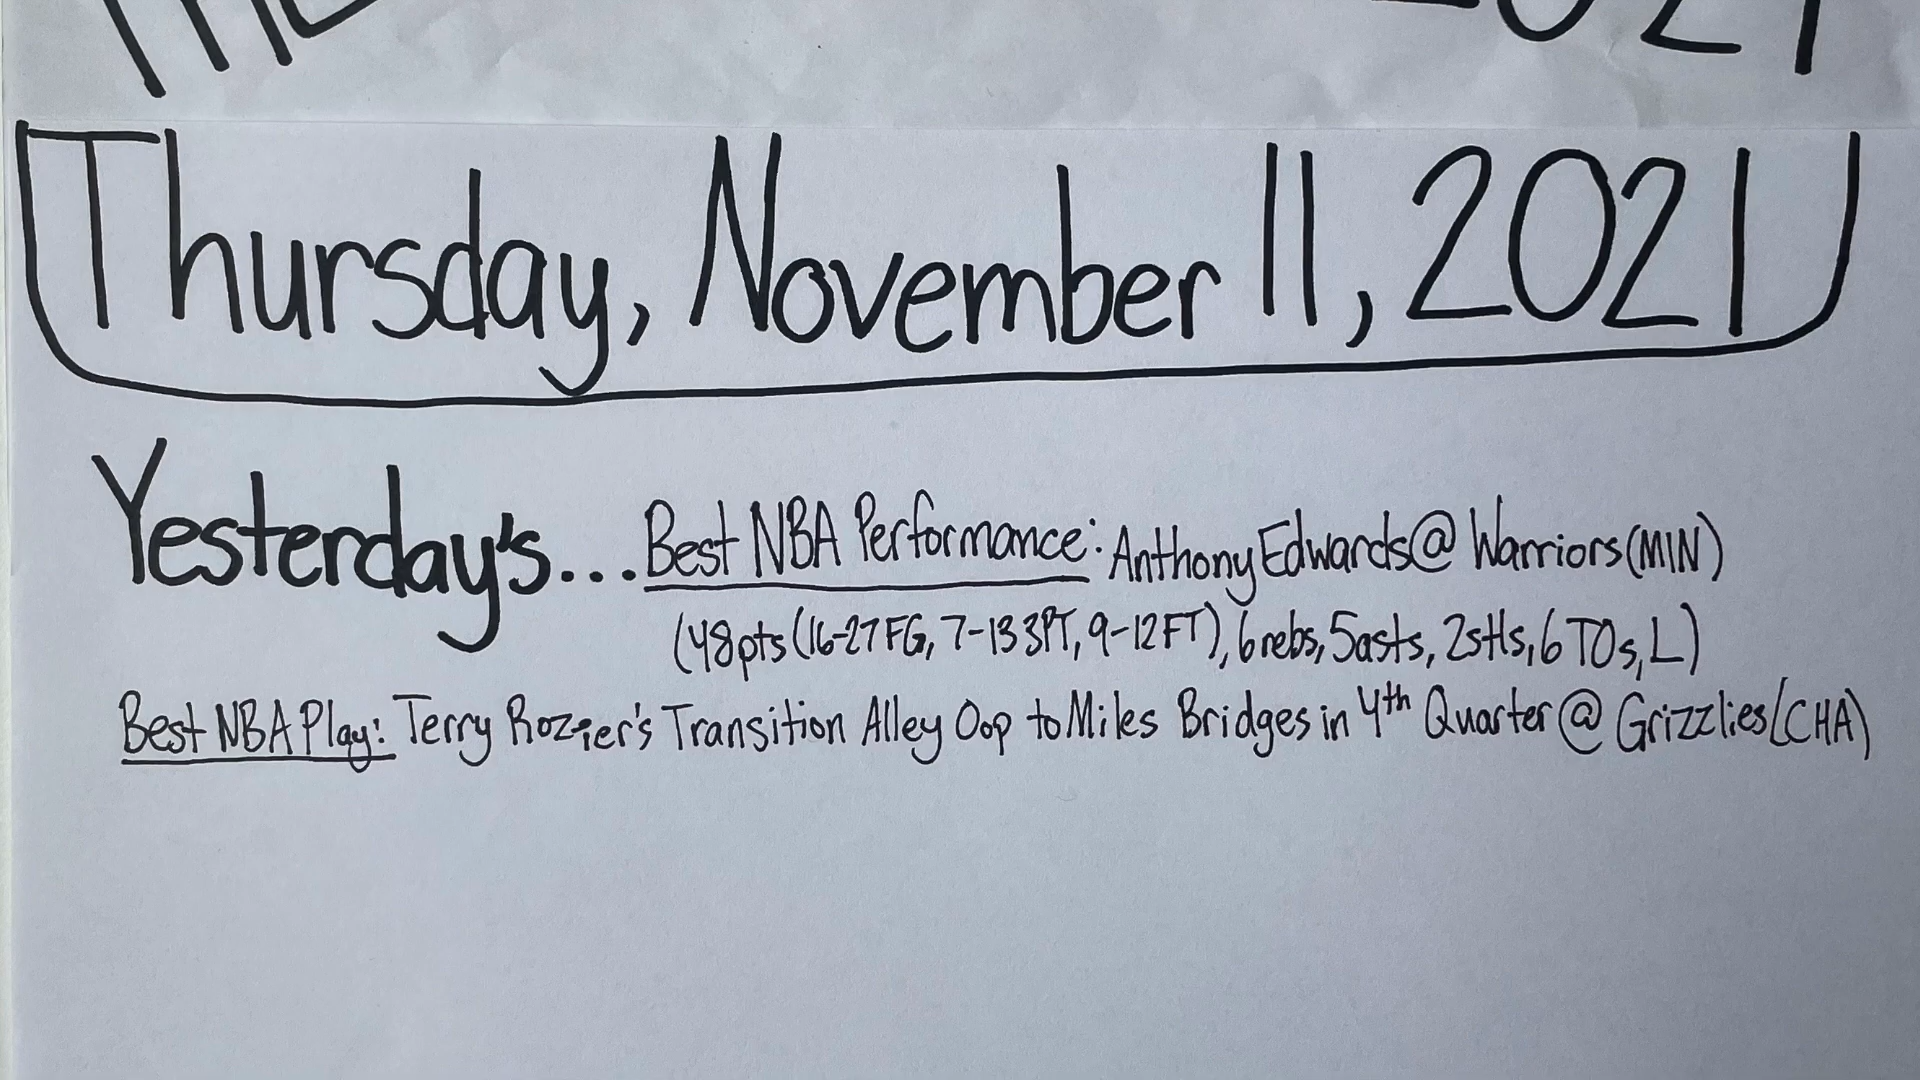 Thursday, November 11, 2021
Yesterday's... Best NBA Performance: Anthony Edwards @ Warriors (MIN)
(48pts (16-27 FG, 7-13 3PT, 9-12 FT), 6 rebs, 5 asts, 2 stls, 6 TOs, L)
Best NBA Play: Terry Rozier's Transition Alley Oop to Miles Bridges in 4th Quarter @ Grizzlies (CHA)